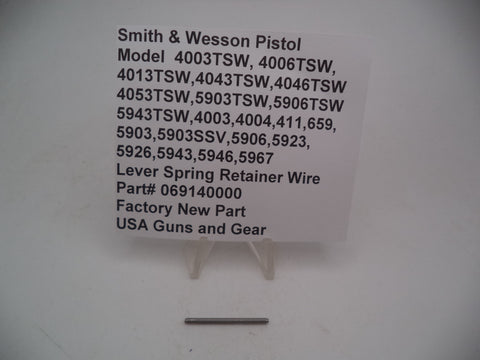 Smith & Wesson Pistol
Model  4003TSW, 4006TSW,
4013TSW,4043TSW,4046TSW
4053TSW,5903TSW,5906TSW
5943TSW,4003,4004,411,659,
5903,5903SSV,5906,5923,
5926,5943,5946,5967
Lever Spring Retainer Wire
Part# 069140000
Factory New Part
USA Guns and Gear